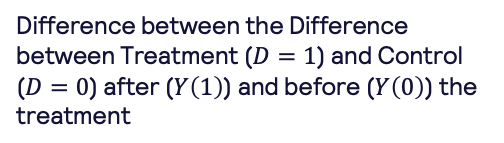 Difference between the Difference
between Treatment (D = 1) and Control
(D = 0) after (Y(1)) and before (Y(0)) the
treatment